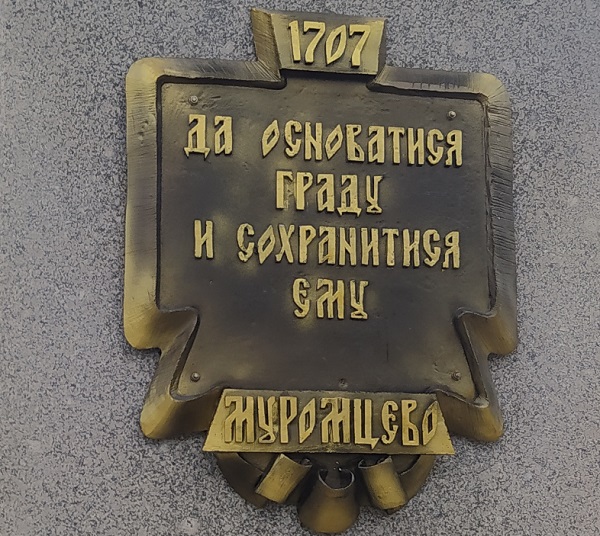 1707
ДА ОСНОВАТИСЯ
ГРАДУ
И СОХРАНИТИСЯ
ЕМУ
МУРОМЦЕВО